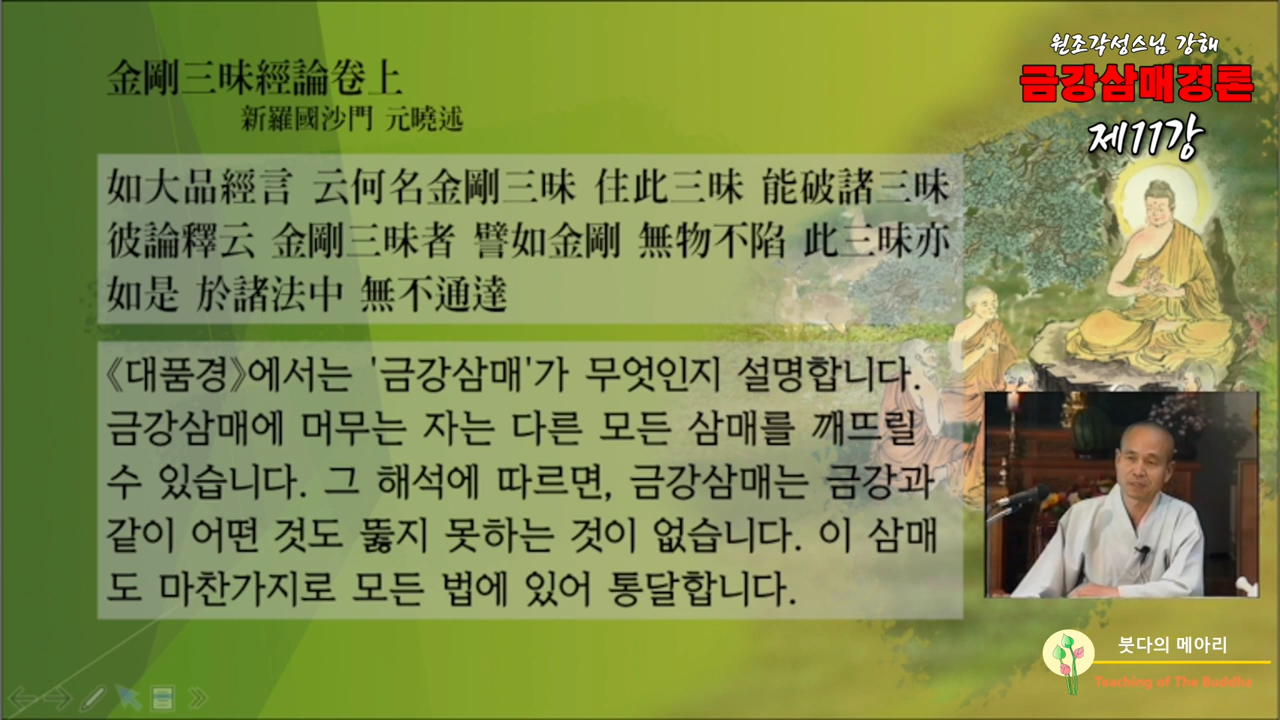 金剛三昧經論卷上
新羅國沙門 元曉述
如大品經言 云何名金剛三昧 住此三昧 能破諸三昧
彼論釋云 金剛三昧者 譬如金剛 無物不陷 此三昧亦
如是 於諸法中 無不通達
《대품경》에서는 '금강삼매'가 무엇인지 설명합니다.
금강삼매에 머무는 자는 다른 모든 삼매를 깨뜨릴
수 있습니다. 그 해석에 따르면, 금강삼매는 금강과
같이 어떤 것도 뚫지 못하는 것이 없습니다. 이 삼매
도 마찬가지로 모든 법에 있어 통달합니다.
원조각성스님 강해
금강삼매경론
제11강
붓다의 메아리
Teaching of The Buddha